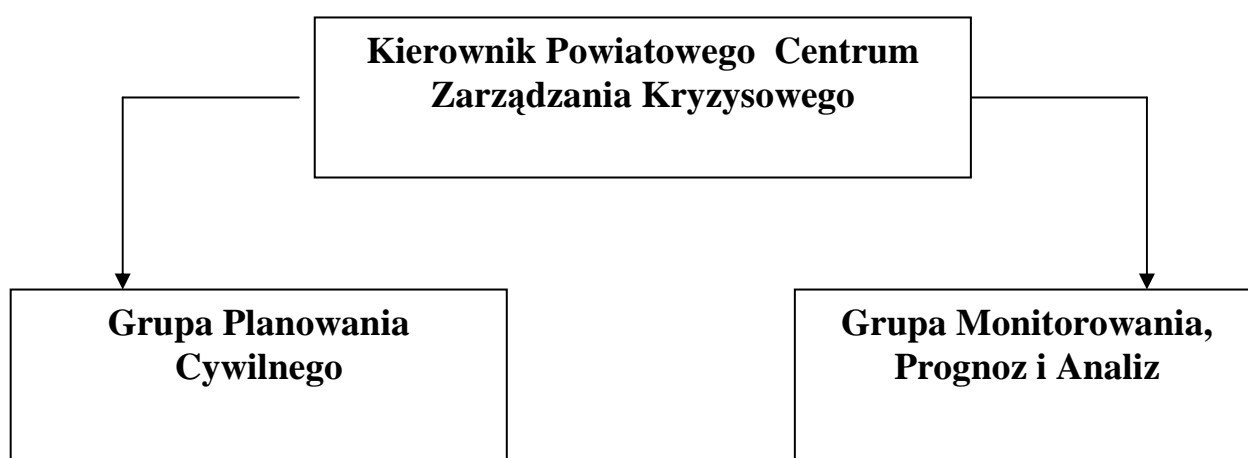 Kierownik Powiatowego Centrum
Zarządzania Kryzysowego
Grupa Planowania
Cywilnego
Grupa Monitorowania,
Prognoz i Analiz